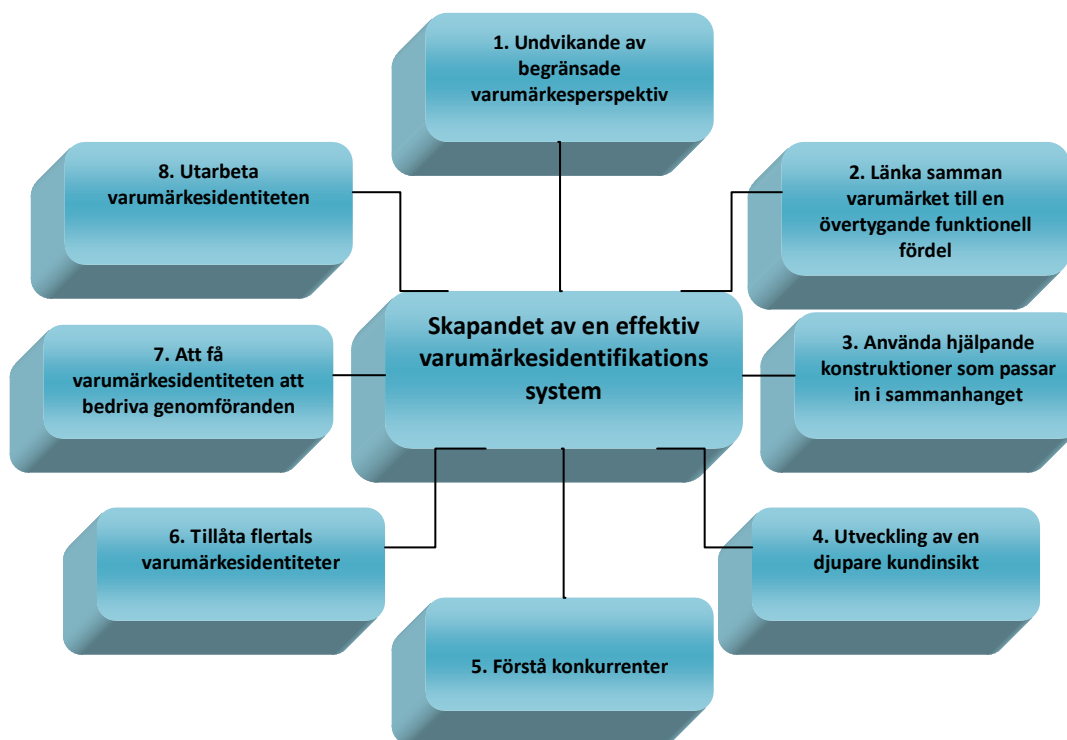 1. Undvikande av
begränsade
varumärkesperspektiv
8. Utarbeta
varumärkesidentiteten
2. Länka samman
varumärket till en
övertygande funktionell
fördel
Skapandet av en effektiv
varumärkesidentifikations
system
7. Att få
varumärkesidentiteten att
bedriva genomföranden
3. Använda hjälpande
konstruktioner som passar
in i sammanhanget
6. Tillåta flertals
varumärkesidentiteter
4. Utveckling av en
djupare kundinsikt
5. Förstå konkurrenter